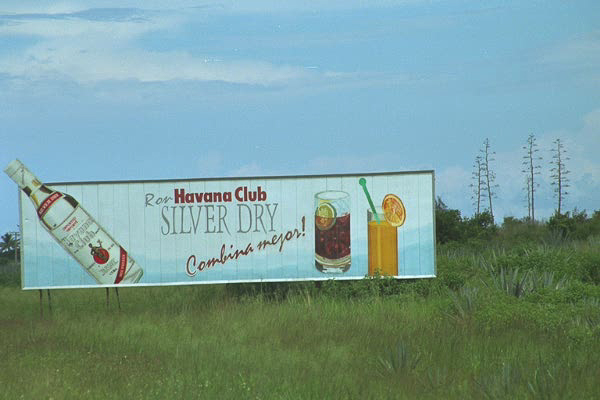 Ron Havana Club
SILVER DRY
Combina mejor!